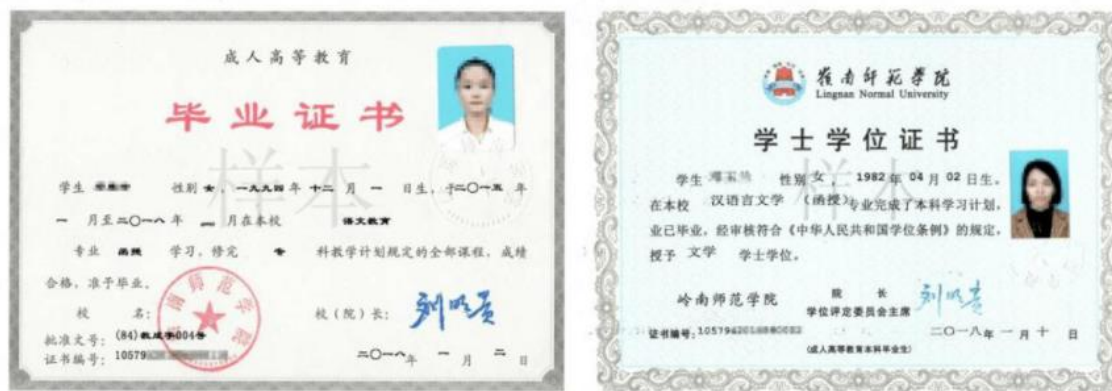 成人高等教育
毕业证书
样本
学生 性别 女，一九九四年 十二 月 一 日生，于二〇一五 年
一 月至二〇一八 年 月在本校 语文教育
专业 函授 学习，修完 专 科教学计划规定的全部课程，成绩
合格，准予毕业。
校 名： 校（院）长： 刘明贵
批准文号：(84)教成字004号
证书编号：10579
二〇一八 年 一 月 二 日
岭南师范学院
Lingnan Normal University
学士学位证书
样本
学生 邓玉兰 性别 女， 1982 年 04 月 02 日生。
在本校 汉语言文学 （函授）专业完成了本科学习计划，
业已毕业，经审核符合《中华人民共和国学位条例》的规定，
授予 文学 学士学位。
岭南师范学院 院 长
学位评定委员会主席 刘明贵
证书编号：105794201 二〇一八年 一 月 十 日
(成人高等教育本科毕业生)